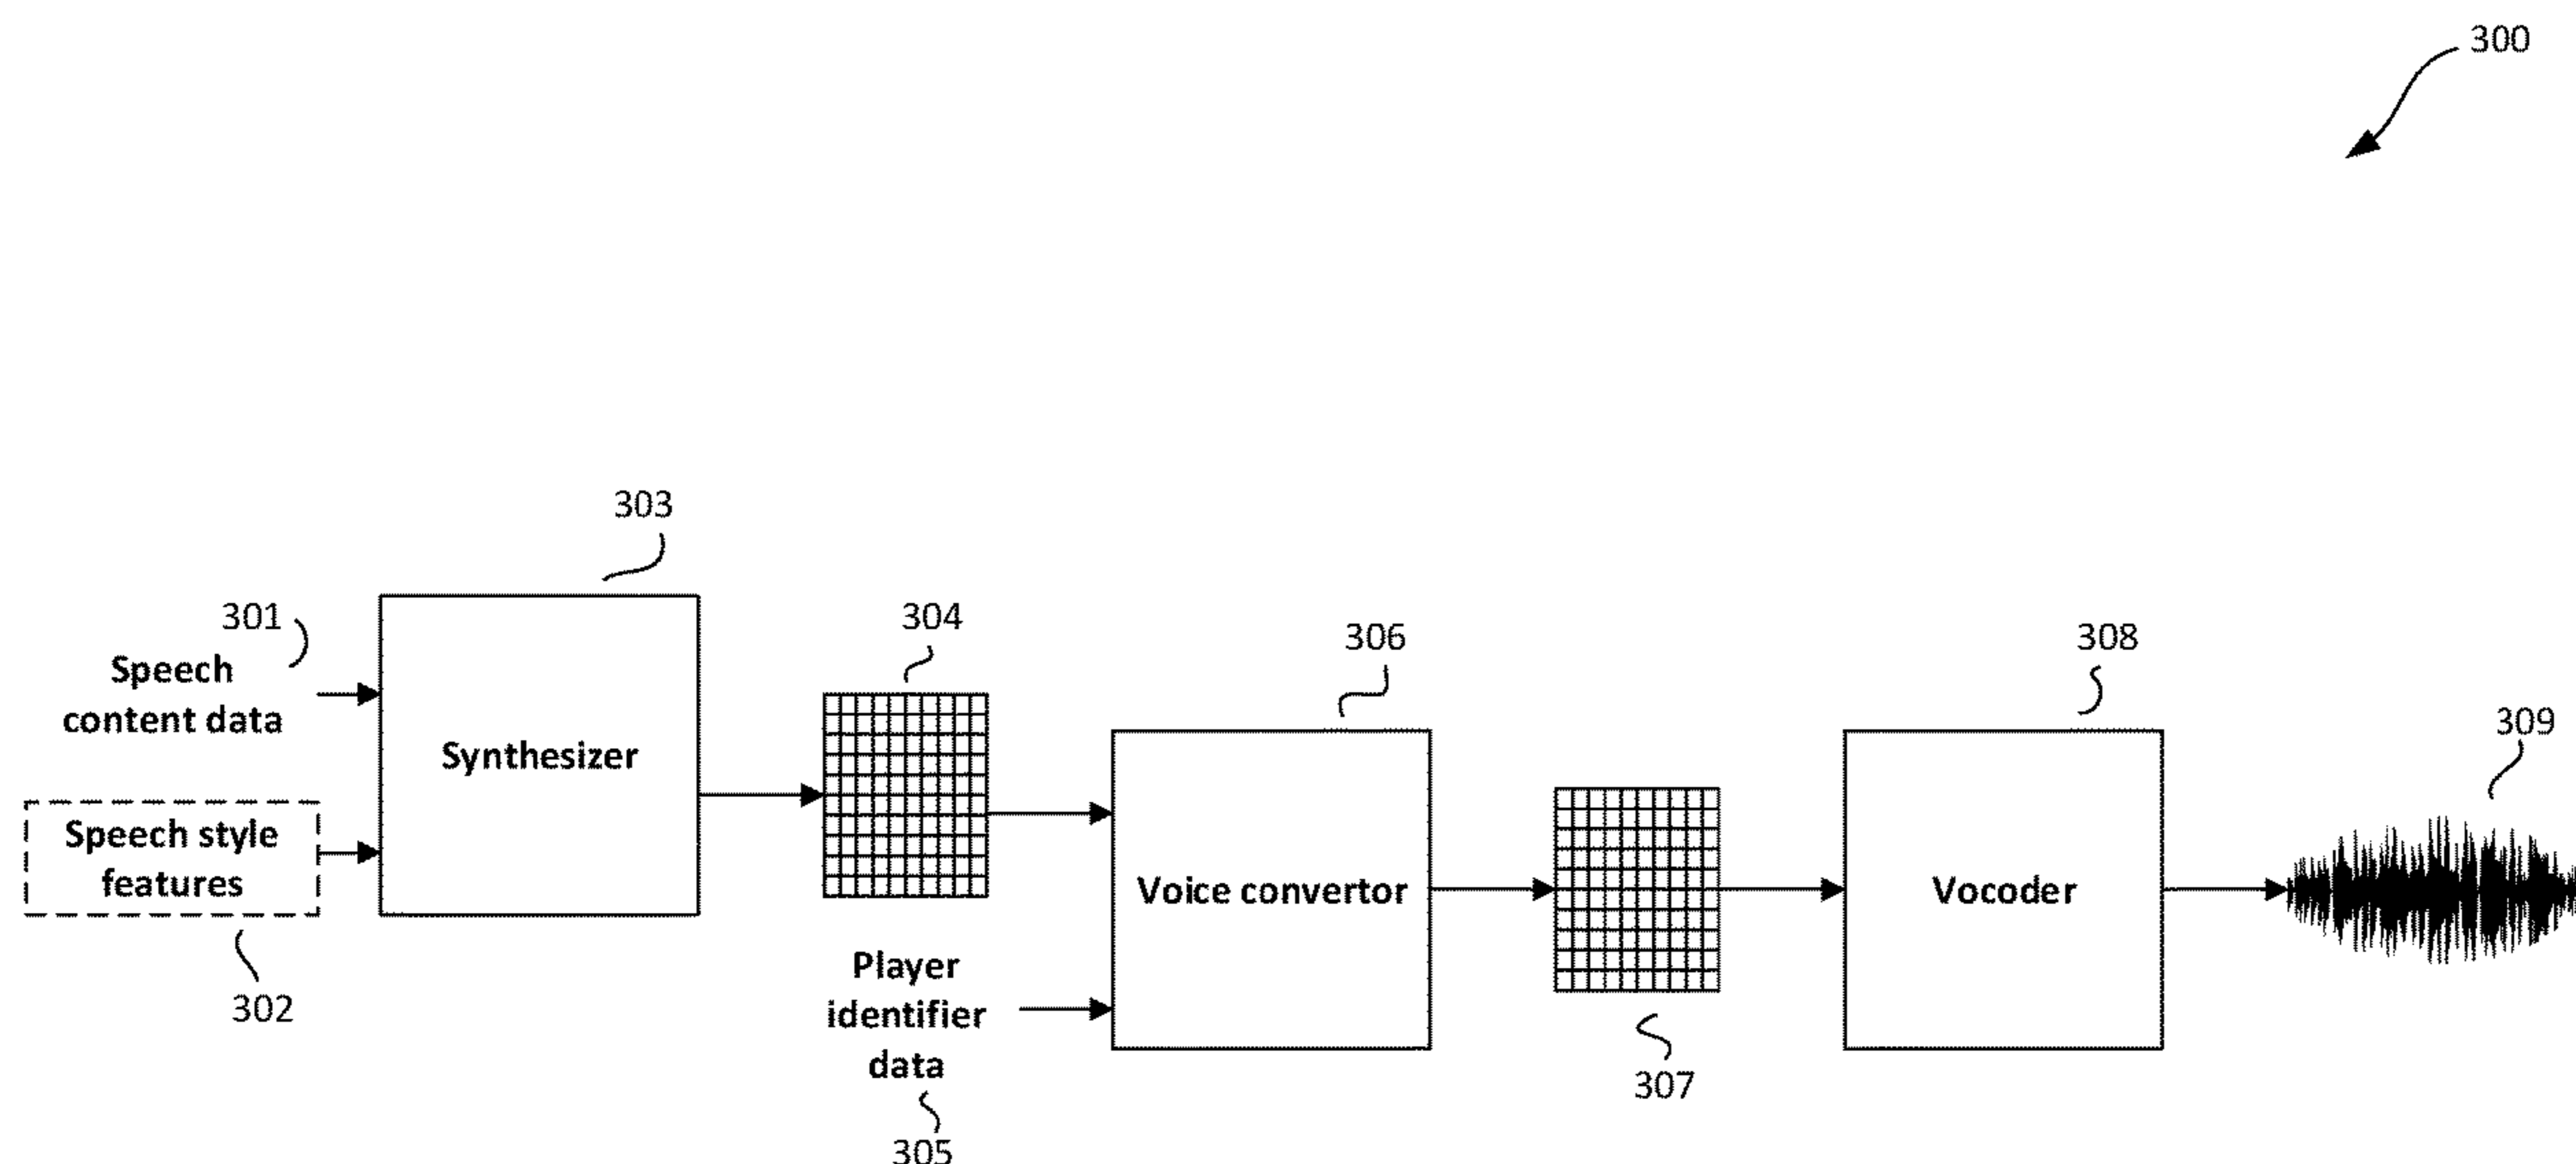 300
303
301
Speech
content data
Synthesizer
Speech style
features
302
304
Player
identifier
data
305
306
Voice convertor
307
308
Vocoder
309